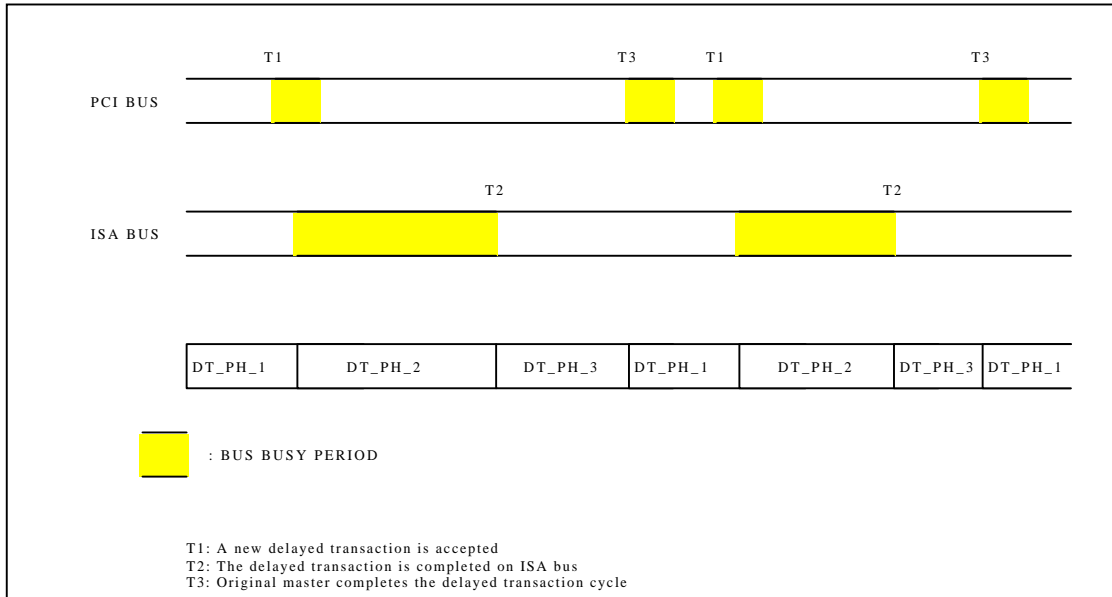 T1 T3 T1 T3
PCI BUS
T2 T2
ISA BUS
DT_PH_1 DT_PH_2 DT_PH_3 DT_PH_1 DT_PH_2 DT_PH_3 DT_PH_1
: BUS BUSY PERIOD
T1: A new delayed transaction is accepted
T2: The delayed transaction is completed on ISA bus
T3: Original master completes the delayed transaction cycle